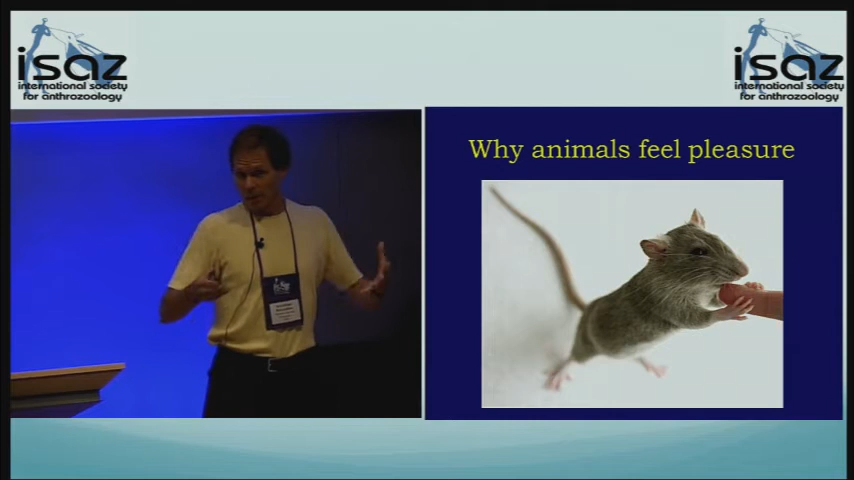 isaz
international society
for anthrozoology
isaz
international society
for anthrozoology
Why animals feel pleasure